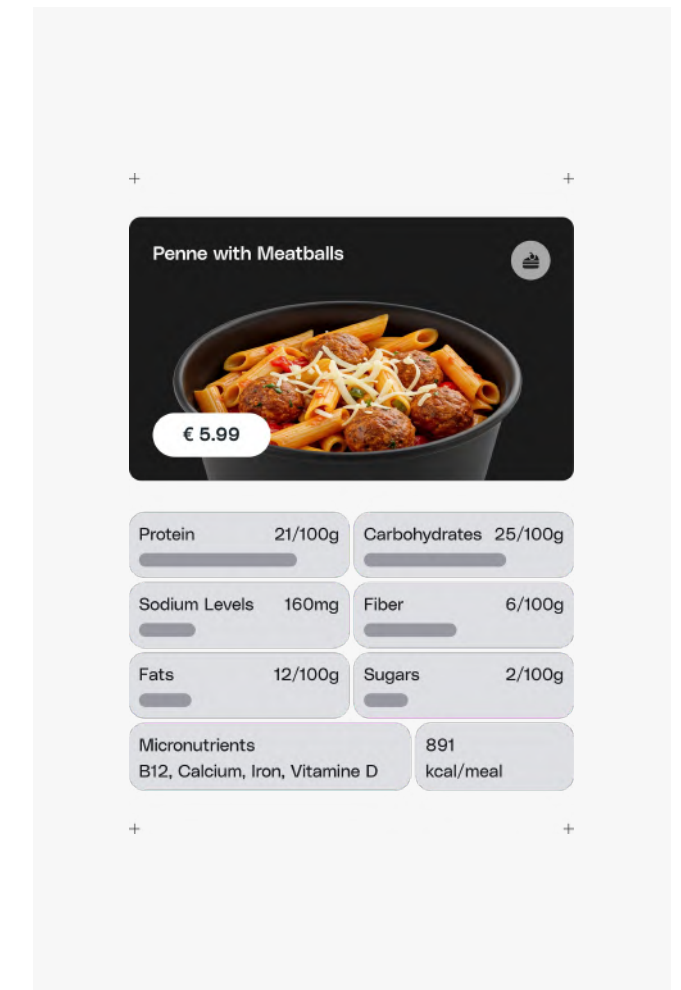 Penne with Meatballs
€ 5.99
Protein 21/100g
Carbohydrates 25/100g
Sodium Levels 160mg
Fiber 6/100g
Fats 12/100g
Sugars 2/100g
Micronutrients
B12, Calcium, Iron, Vitamine D
891
kcal/meal